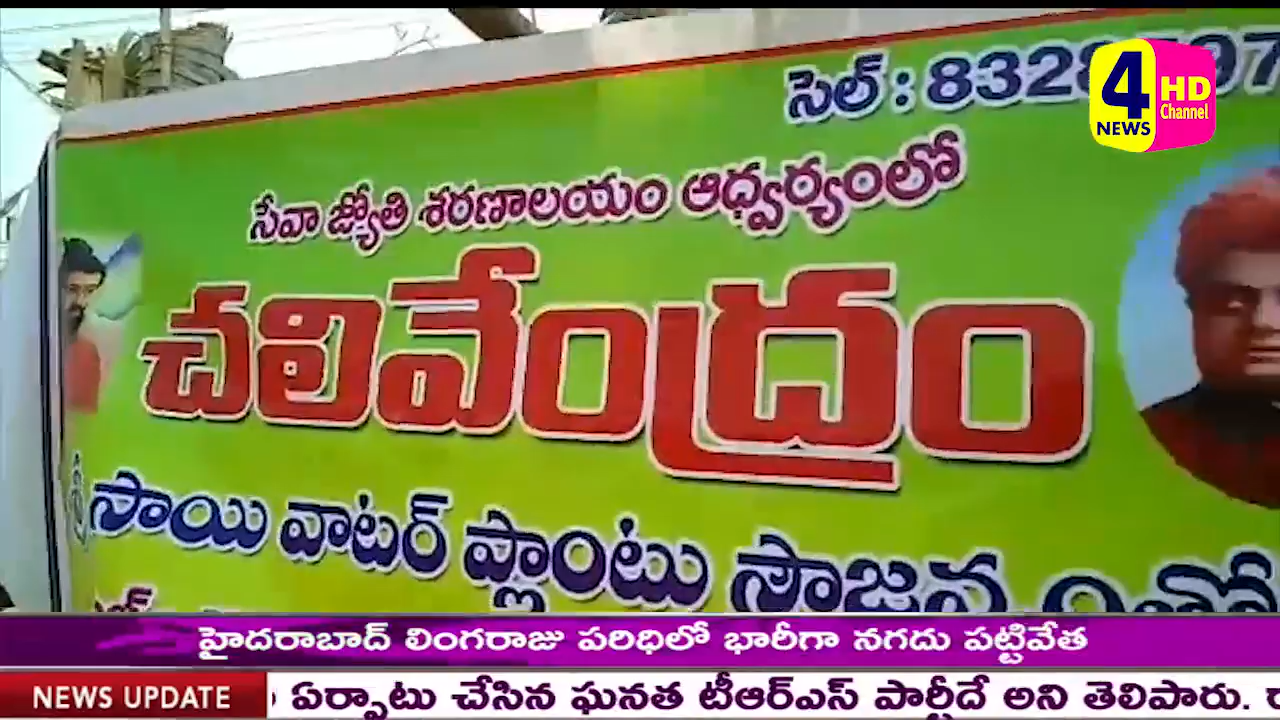 సెల్ : 832
4 HD
NEWS Channel
సేవా జ్యోతి శరణాలయం ఆధ్వర్యంలో
చలివేంద్రం
శ్రీ సాయి వాటర్ ప్లాంటు సౌజన్యంతో
హైదరాబాద్ లింగరాజు పరిధిలో భారీగా నగదు పట్టివేత
NEWS UPDATE ఏర్పాటు చేసిన ఘనత టీఆర్ఎస్ పార్టీదే అని తెలిపారు.